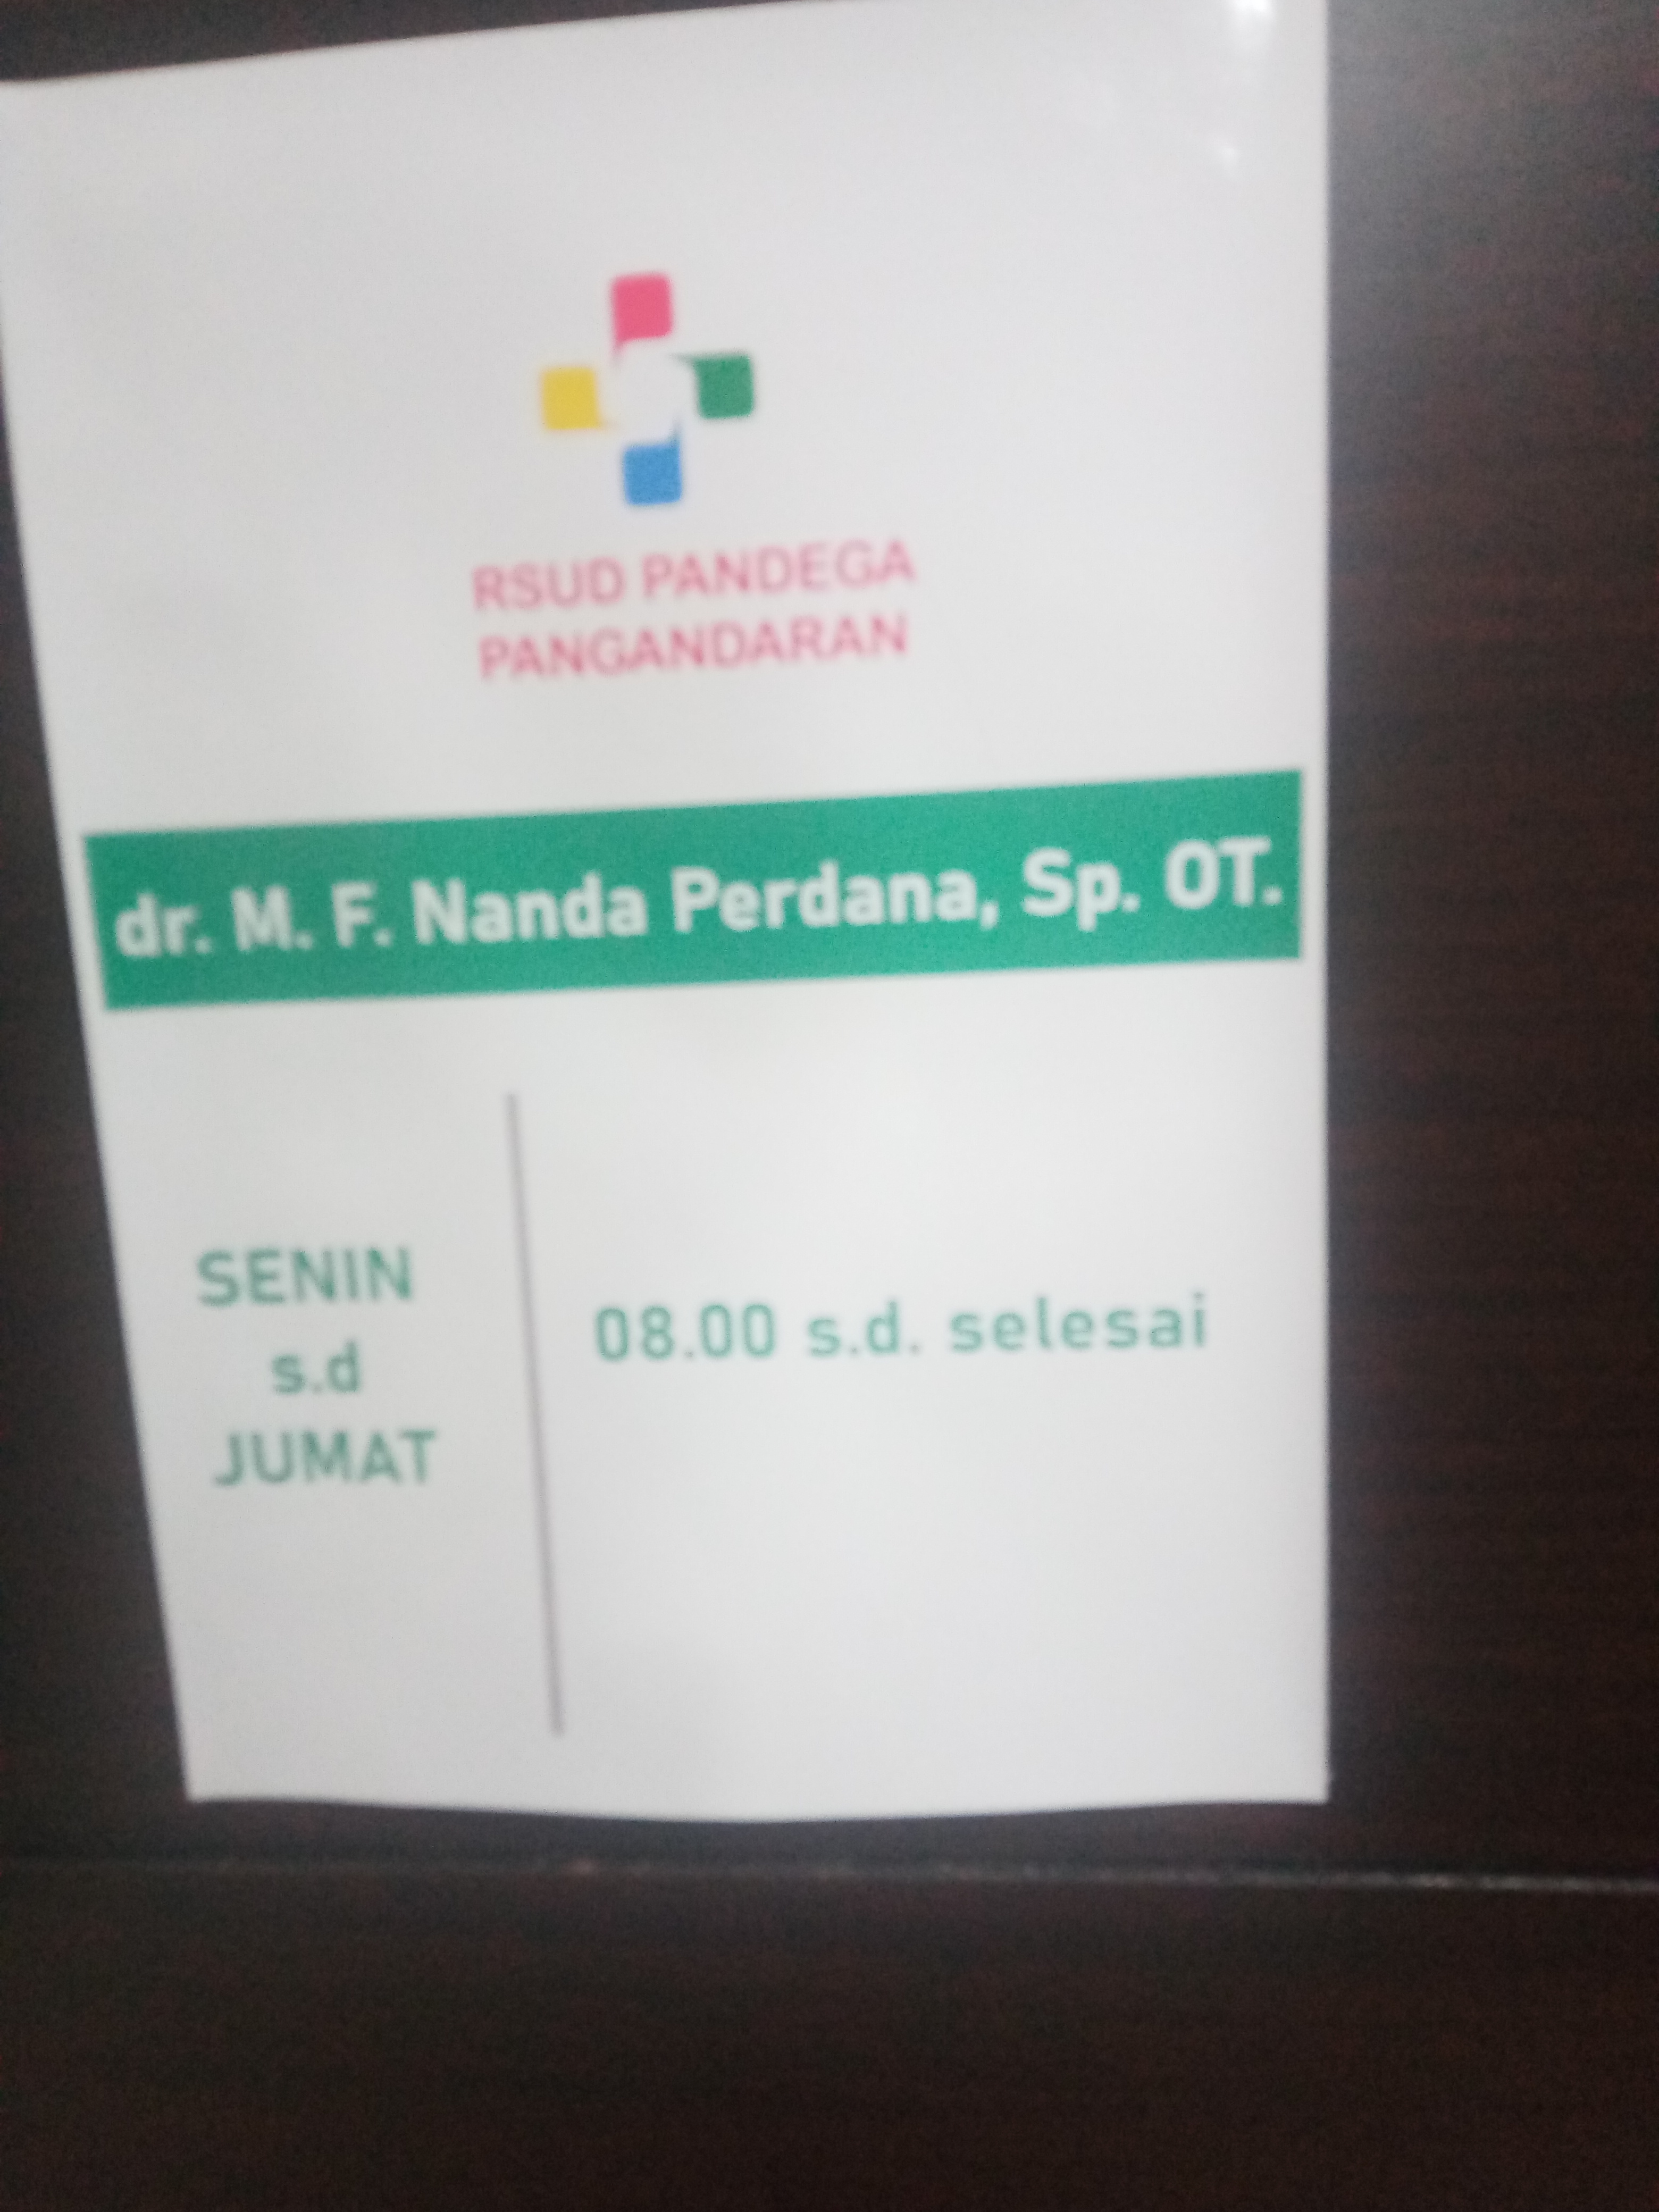 RSUD PANDEGA
PANGANDARAN
dr. M. F. Nanda Perdana, Sp. OT.
SENIN
s.d
JUMAT
08.00 s.d. selesai